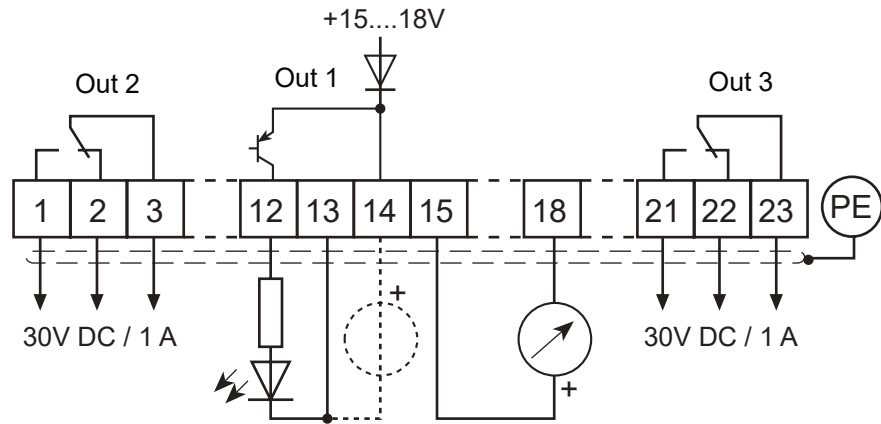 +15....18V
Out 2
Out 1
Out 3
1 2 3 12 13 14 15 18 21 22 23 PE
+
+
30V DC / 1 A
30V DC / 1 A